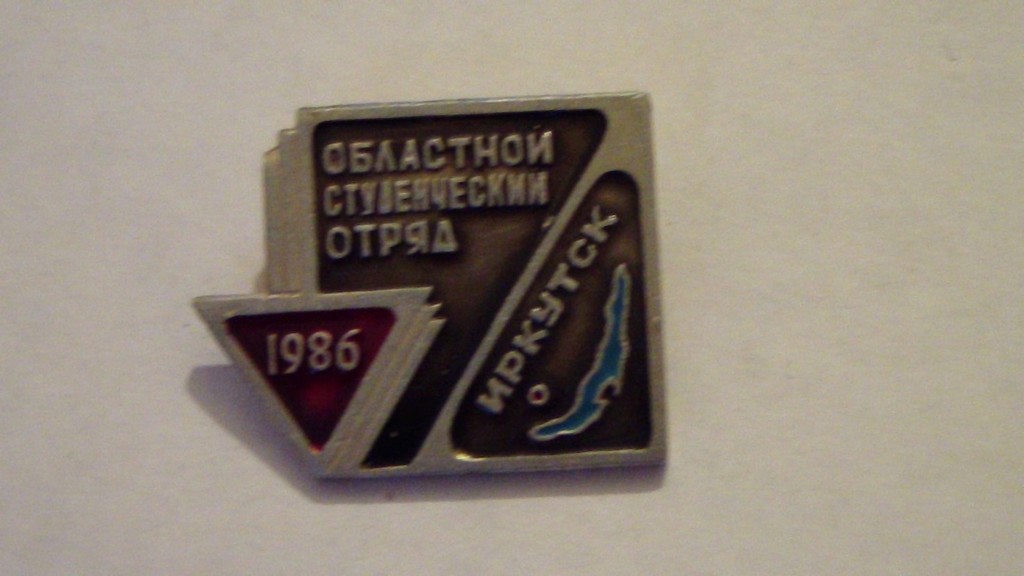 ОБЛАСТНОЙ
СТУДЕНЧЕСКИЙ
ОТРЯД
1986
ИРКУТСК